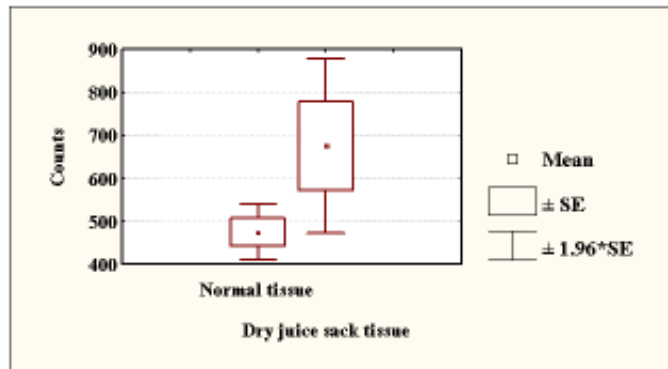 900
800
700
600
500
400
Counts
Normal tissue
Dry juice sack tissue
Mean
± SE
± 1.96*SE